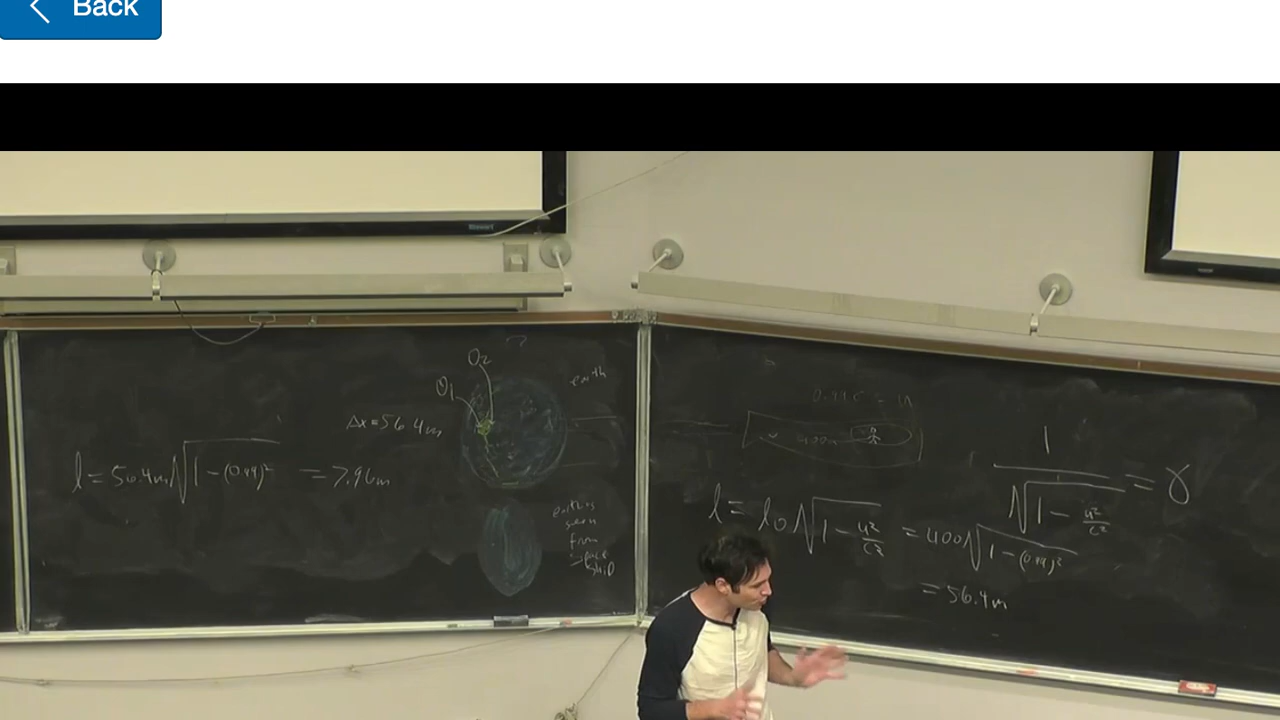 Back
Stewart
O2
O1
earth
Δx=56.4m
l = 56.4m√1-(0.99)² = 7.96m
earth as
seen
from
space
ship
0.99c = u
400m
1
√1 - u²/c² = γ
l = l0√1 - u²/c² = 400√1-(0.99)²
= 56.4m